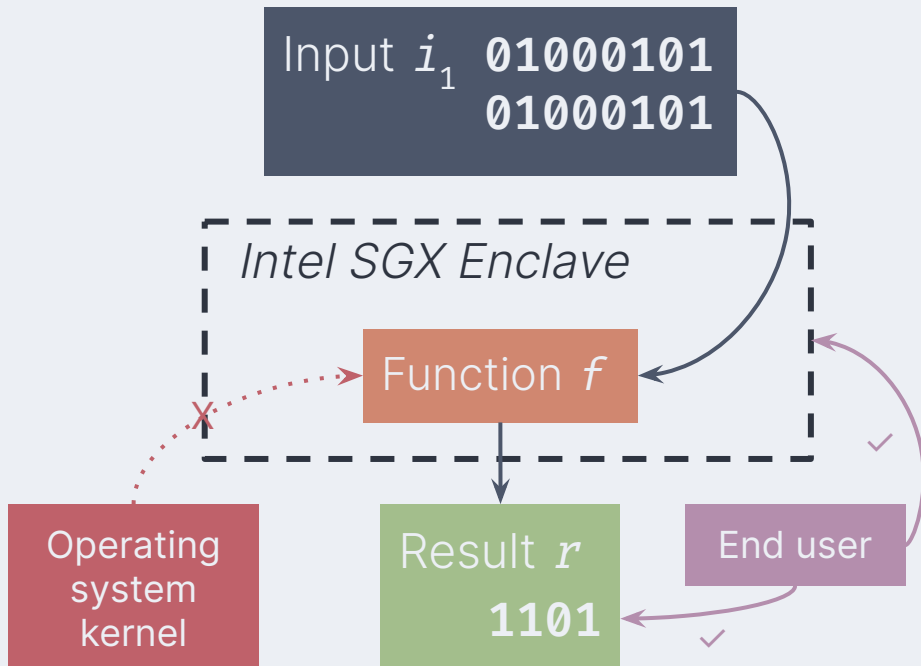 Input i₁ 01000101
01000101
Intel SGX Enclave
Function f
X
Operating
system
kernel
Result r
1101
End user